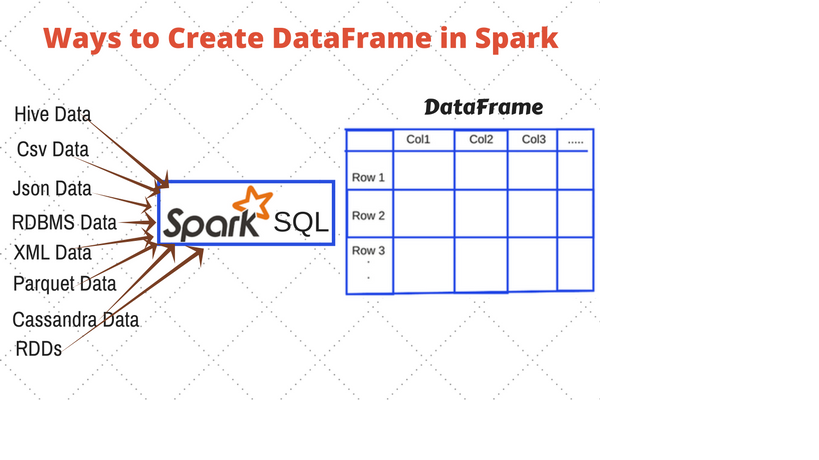 Ways to Create DataFrame in Spark
Hive Data
Csv Data
Json Data
RDBMS Data
XML Data
Parquet Data
Cassandra Data
RDDs
Spark SQL
DataFrame
Col1 Col2 Col3 .....
Row 1
Row 2
Row 3
.
.